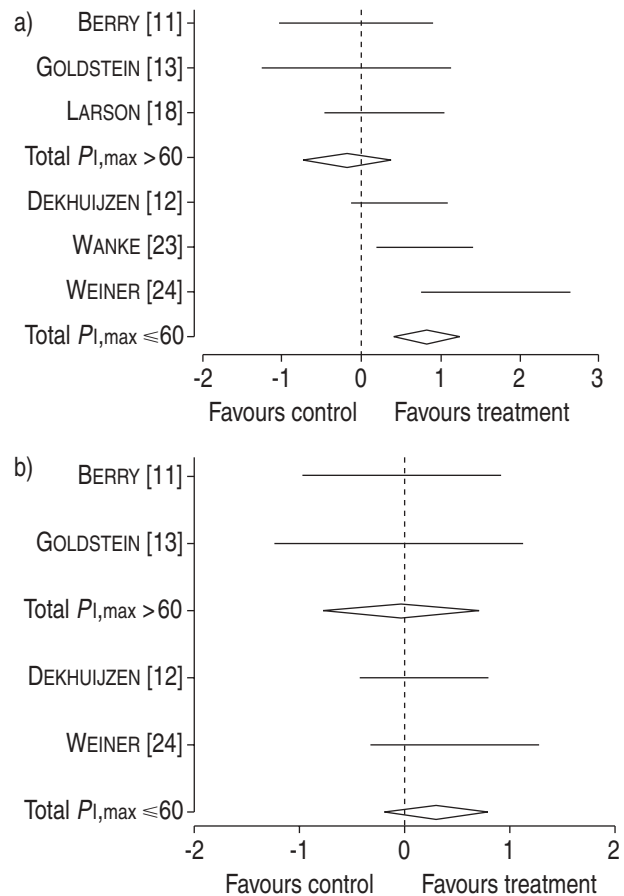 a)
BERRY [11]
GOLDSTEIN [13]
LARSON [18]
Total PI,max >60
DEKHUIJZEN [12]
WANKE [23]
WEINER [24]
Total PI,max ≤60
-2 -1 0 1 2 3
Favours control Favours treatment
b)
BERRY [11]
GOLDSTEIN [13]
Total PI,max >60
DEKHUIJZEN [12]
WEINER [24]
Total PI,max ≤60
-2 -1 0 1 2
Favours control Favours treatment